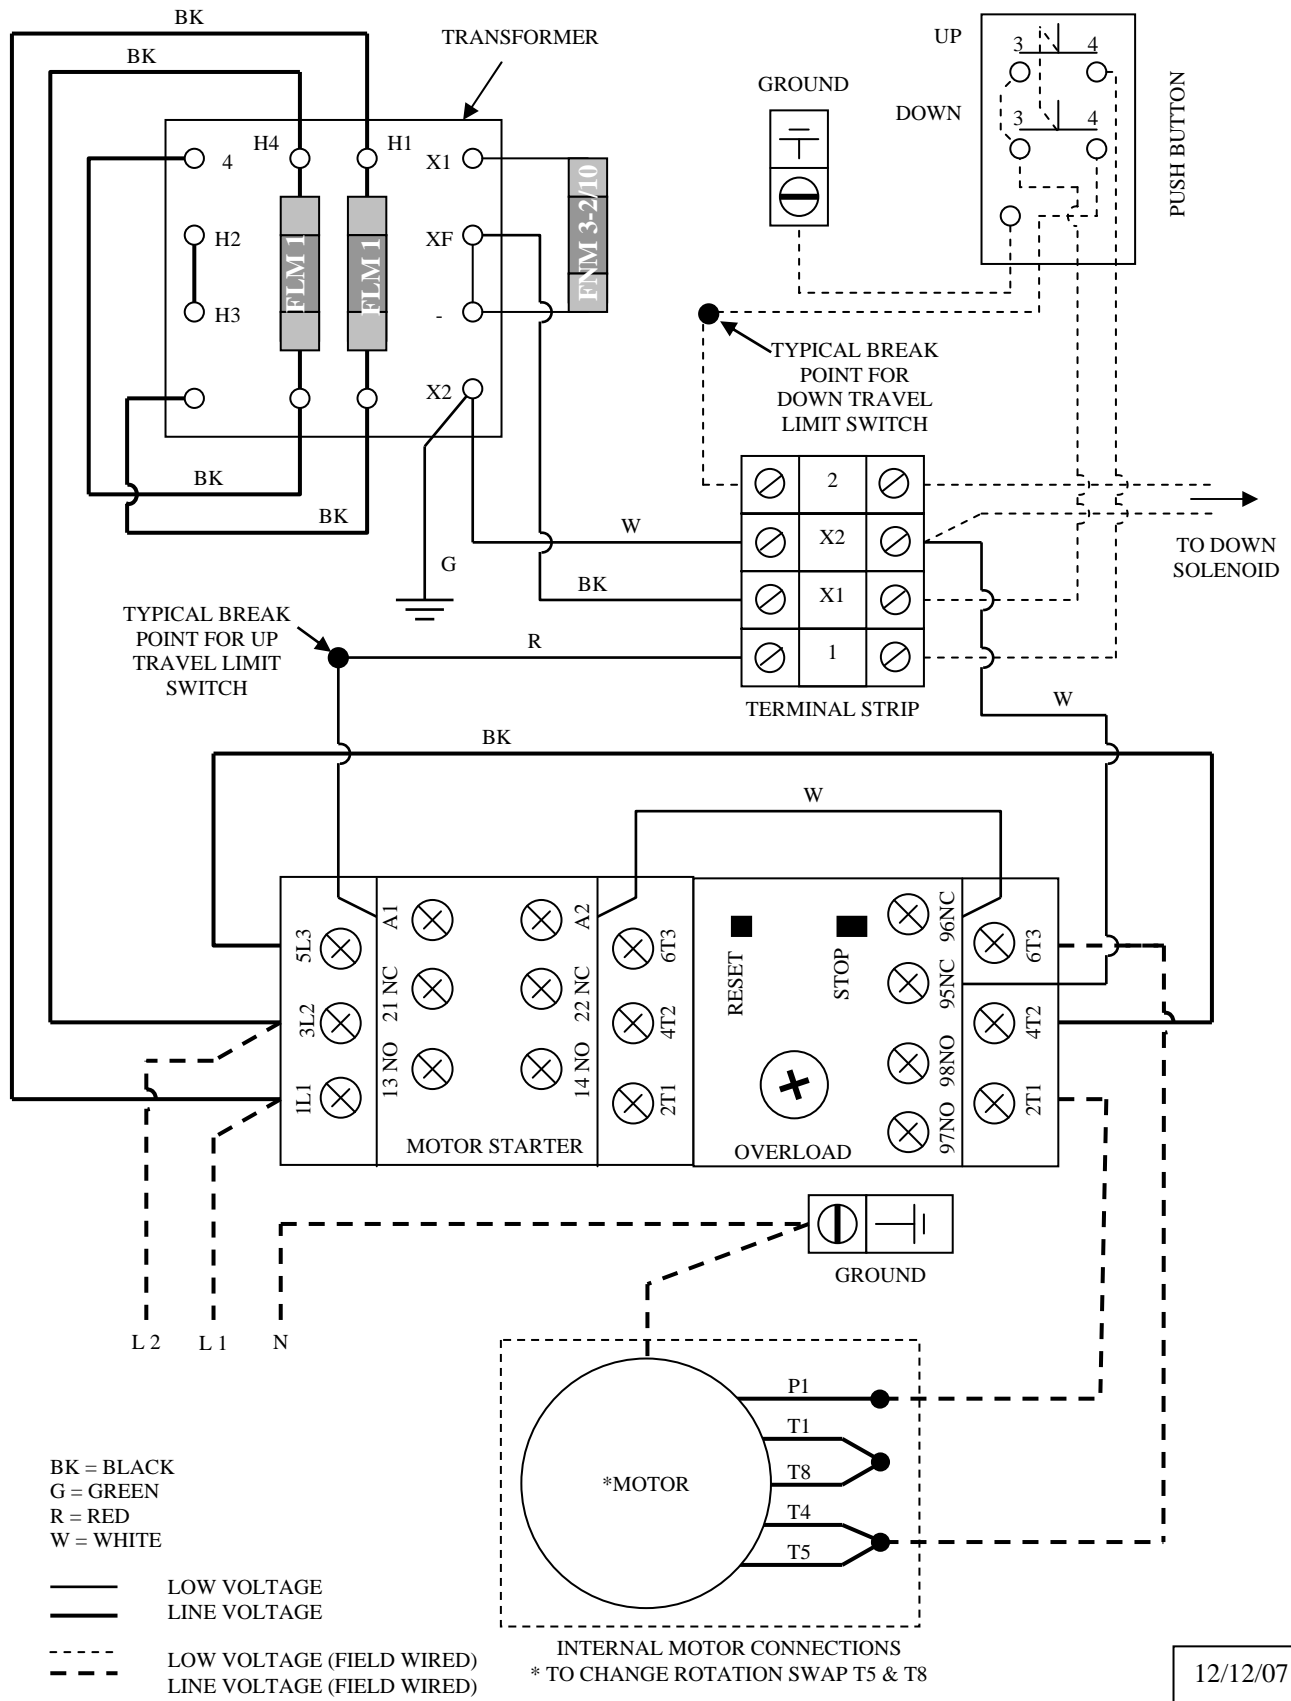 BK
BK
TRANSFORMER
GROUND
UP
3
4
DOWN
3
4
PUSH BUTTON
4
H4
H1
X1
H2
XF
H3
-
X2
FLM 1
FLM 1
FNM 3-2/10
TYPICAL BREAK
POINT FOR
DOWN TRAVEL
LIMIT SWITCH
BK
BK
W
G
BK
2
X2
X1
1
TO DOWN
SOLENOID
TYPICAL BREAK
POINT FOR UP
TRAVEL LIMIT
SWITCH
R
TERMINAL STRIP
W
BK
W
5L3
3L2
1L1
A1
21 NC
13 NO
A2
22 NC
14 NO
6T3
4T2
2T1
MOTOR STARTER
RESET
STOP
OVERLOAD
96NC
95NC
98NO
97NO
6T3
4T2
2T1
GROUND
L 2
L 1
N
P1
T1
T8
*MOTOR
T4
T5
BK = BLACK
G = GREEN
R = RED
W = WHITE
LOW VOLTAGE
LINE VOLTAGE
LOW VOLTAGE (FIELD WIRED)
LINE VOLTAGE (FIELD WIRED)
INTERNAL MOTOR CONNECTIONS
* TO CHANGE ROTATION SWAP T5 & T8
12/12/07